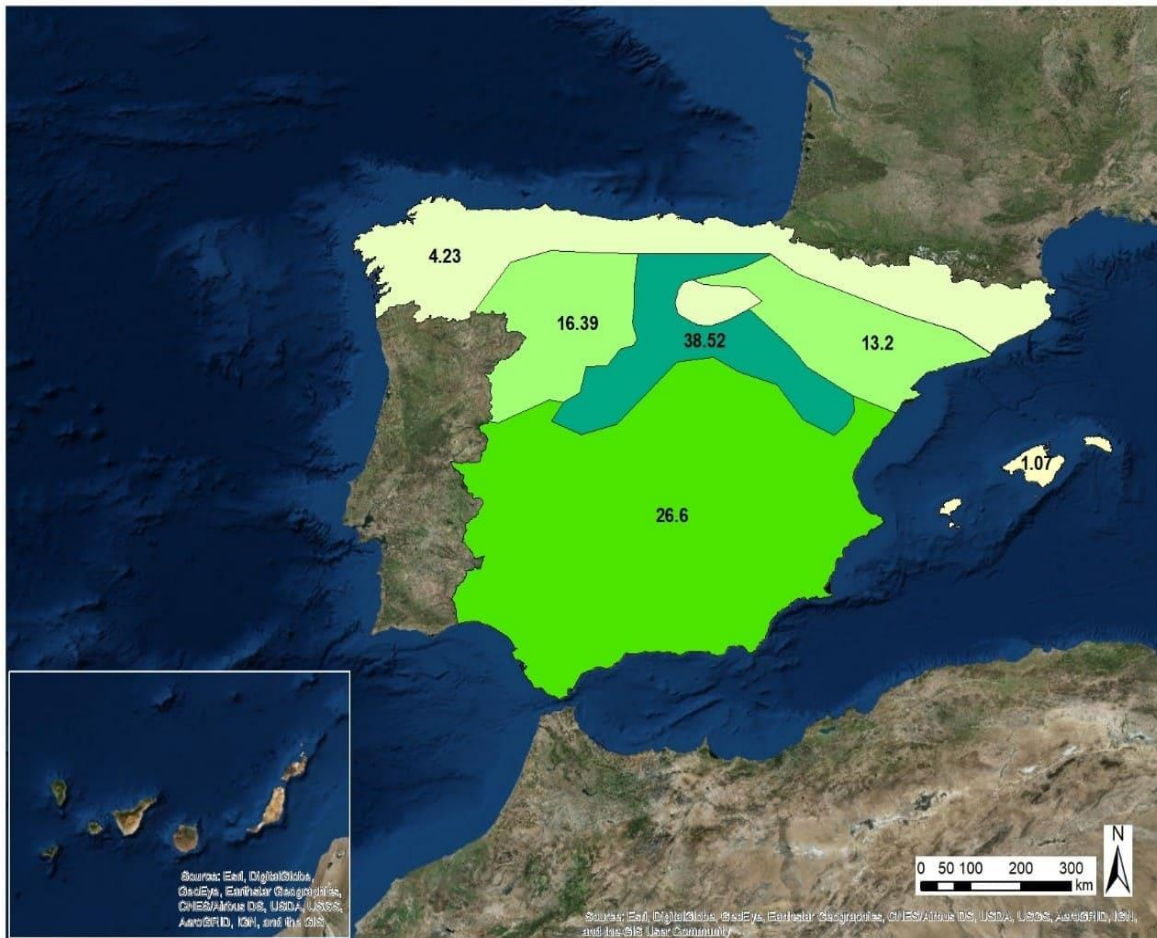 4.23
16.39
38.52
13.2
1.07
26.6
N
0 50 100 200 300
km
Source: Esri, DigitalGlobe,
GeoEye, Earthstar Geographics,
CNES/Airbus DS, USDA, USGS,
AeroGRID, IGN, and the GIS
Source: Esri, DigitalGlobe, GeoEye, Earthstar Geographics, CNES/Airbus DS, USDA, USGS, AeroGRID, IGN,
and the GIS User Community